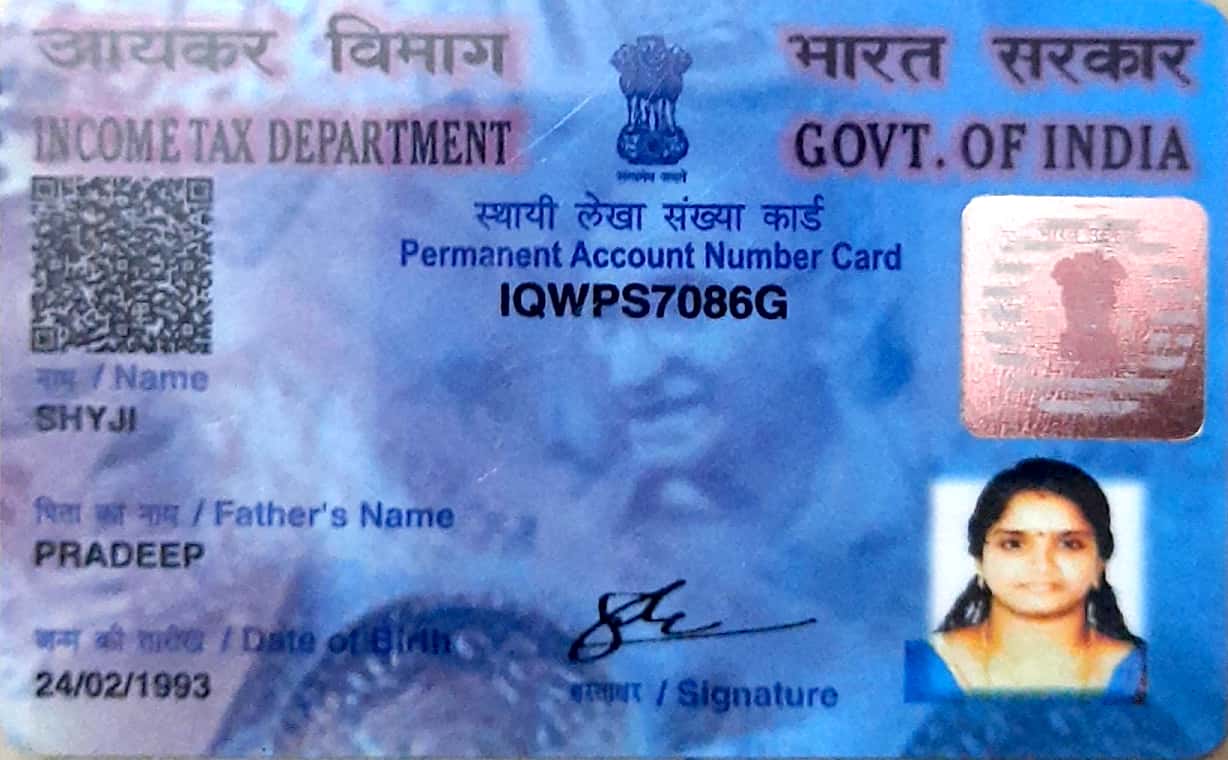 आयकर विभाग
INCOME TAX DEPARTMENT
भारत सरकार
GOVT. OF INDIA
सत्यमेव जयते
स्थायी लेखा संख्या कार्ड
Permanent Account Number Card
IQWPS7086G
नाम / Name
SHYJI
पिता का नाम / Father's Name
PRADEEP
जन्म की तारीख / Date of Birth
24/02/1993
हस्ताक्षर / Signature